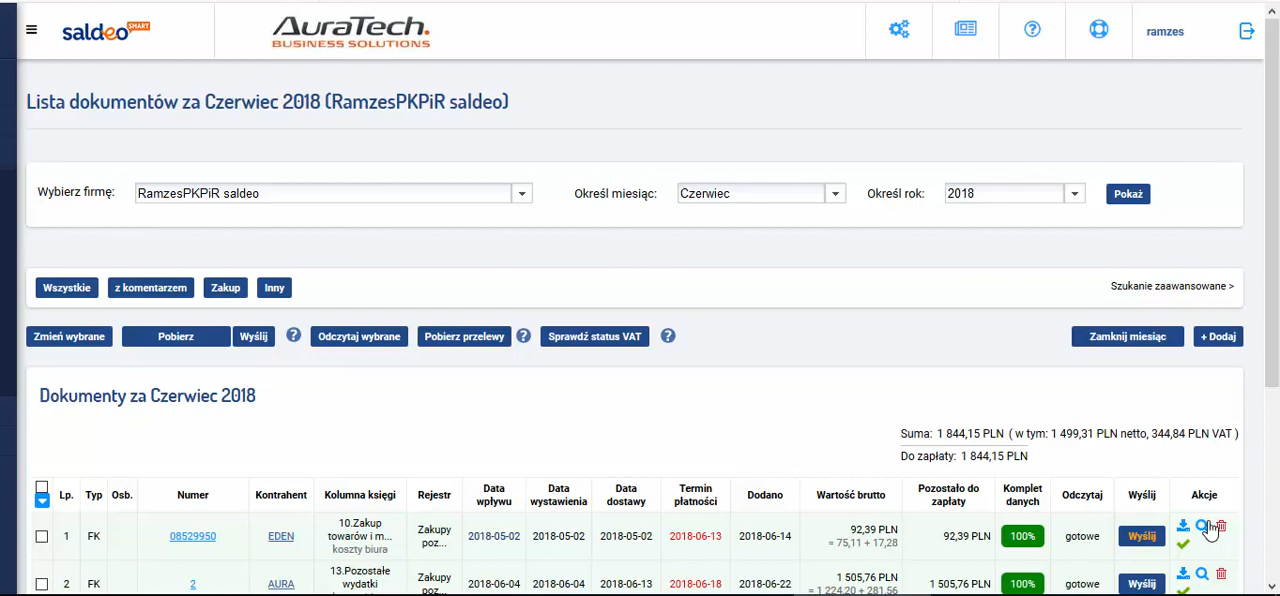 saldeo SMART
AuraTech.
BUSINESS SOLUTIONS
ramzes
Lista dokumentów za Czerwiec 2018 (RamzesPKPiR saldeo)
Wybierz firmę: RamzesPKPiR saldeo Określ miesiąc: Czerwiec Określ rok: 2018 Pokaż
Wszystkie z komentarzem Zakup Inny Szukanie zaawansowane >
Zmień wybrane Pobierz Wyślij ? Odczytaj wybrane Pobierz przelewy ? Sprawdź status VAT ? Zamknij miesiąc + Dodaj
Dokumenty za Czerwiec 2018
Suma: 1 844,15 PLN ( w tym: 1 499,31 PLN netto, 344,84 PLN VAT )
Do zapłaty: 1 844,15 PLN
Lp. Typ Osb. Numer Kontrahent Kolumna księgi Rejestr Data wpływu Data wystawienia Data dostawy Termin płatności Dodano Wartość brutto Pozostało do zapłaty Komplet danych Odczytaj Wyślij Akcje
1 FK 08529950 EDEN 10.Zakup towarów i m... koszty biura Zakupy poz... 2018-05-02 2018-05-02 2018-05-02 2018-06-13 2018-06-14 92,39 PLN = 75,11 + 17,28 92,39 PLN 100% gotowe Wyślij
2 FK 2 AURA 13.Pozostałe wydatki Zakupy poz... 2018-06-04 2018-06-04 2018-06-13 2018-06-18 2018-06-22 1 505,76 PLN = 1 224,20 + 281,56 1 505,76 PLN 100% gotowe Wyślij